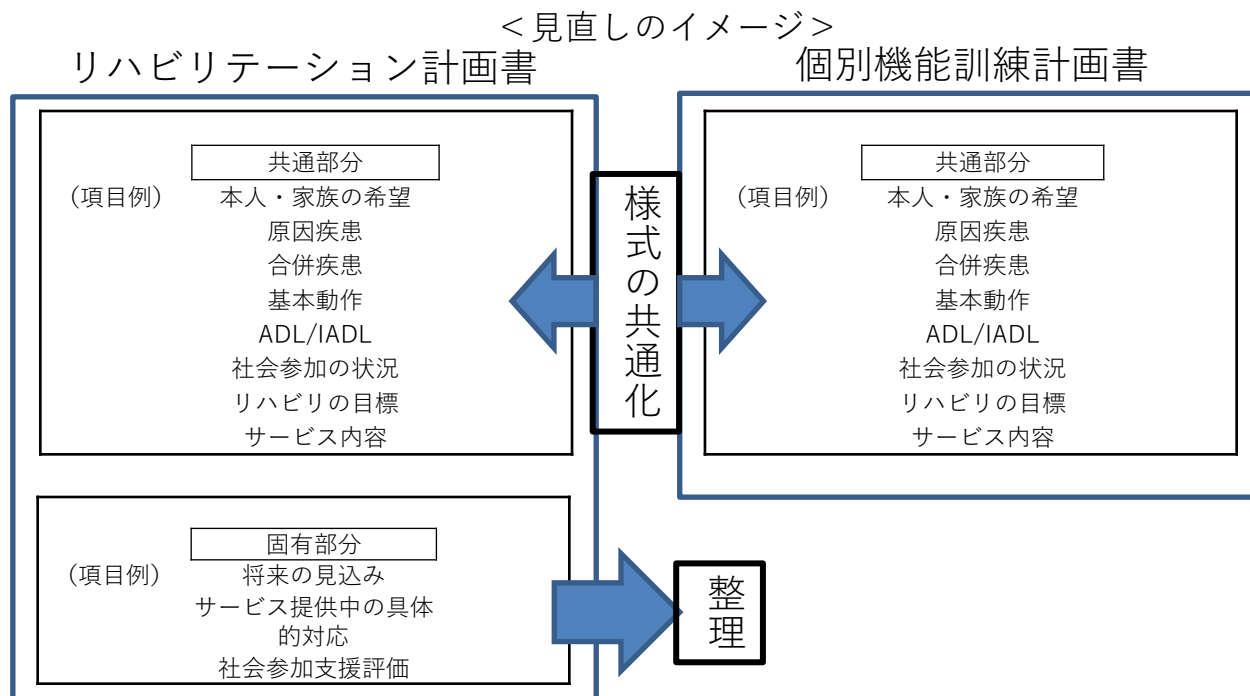 ＜見直しのイメージ＞
リハビリテーション計画書
共通部分
（項目例）
本人・家族の希望
原因疾患
合併疾患
基本動作
ADL/IADL
社会参加の状況
リハビリの目標
サービス内容
様式の共通化
個別機能訓練計画書
共通部分
（項目例）
本人・家族の希望
原因疾患
合併疾患
基本動作
ADL/IADL
社会参加の状況
リハビリの目標
サービス内容
固有部分
（項目例）
将来の見込み
サービス提供中の具体
的対応
社会参加支援評価
整理